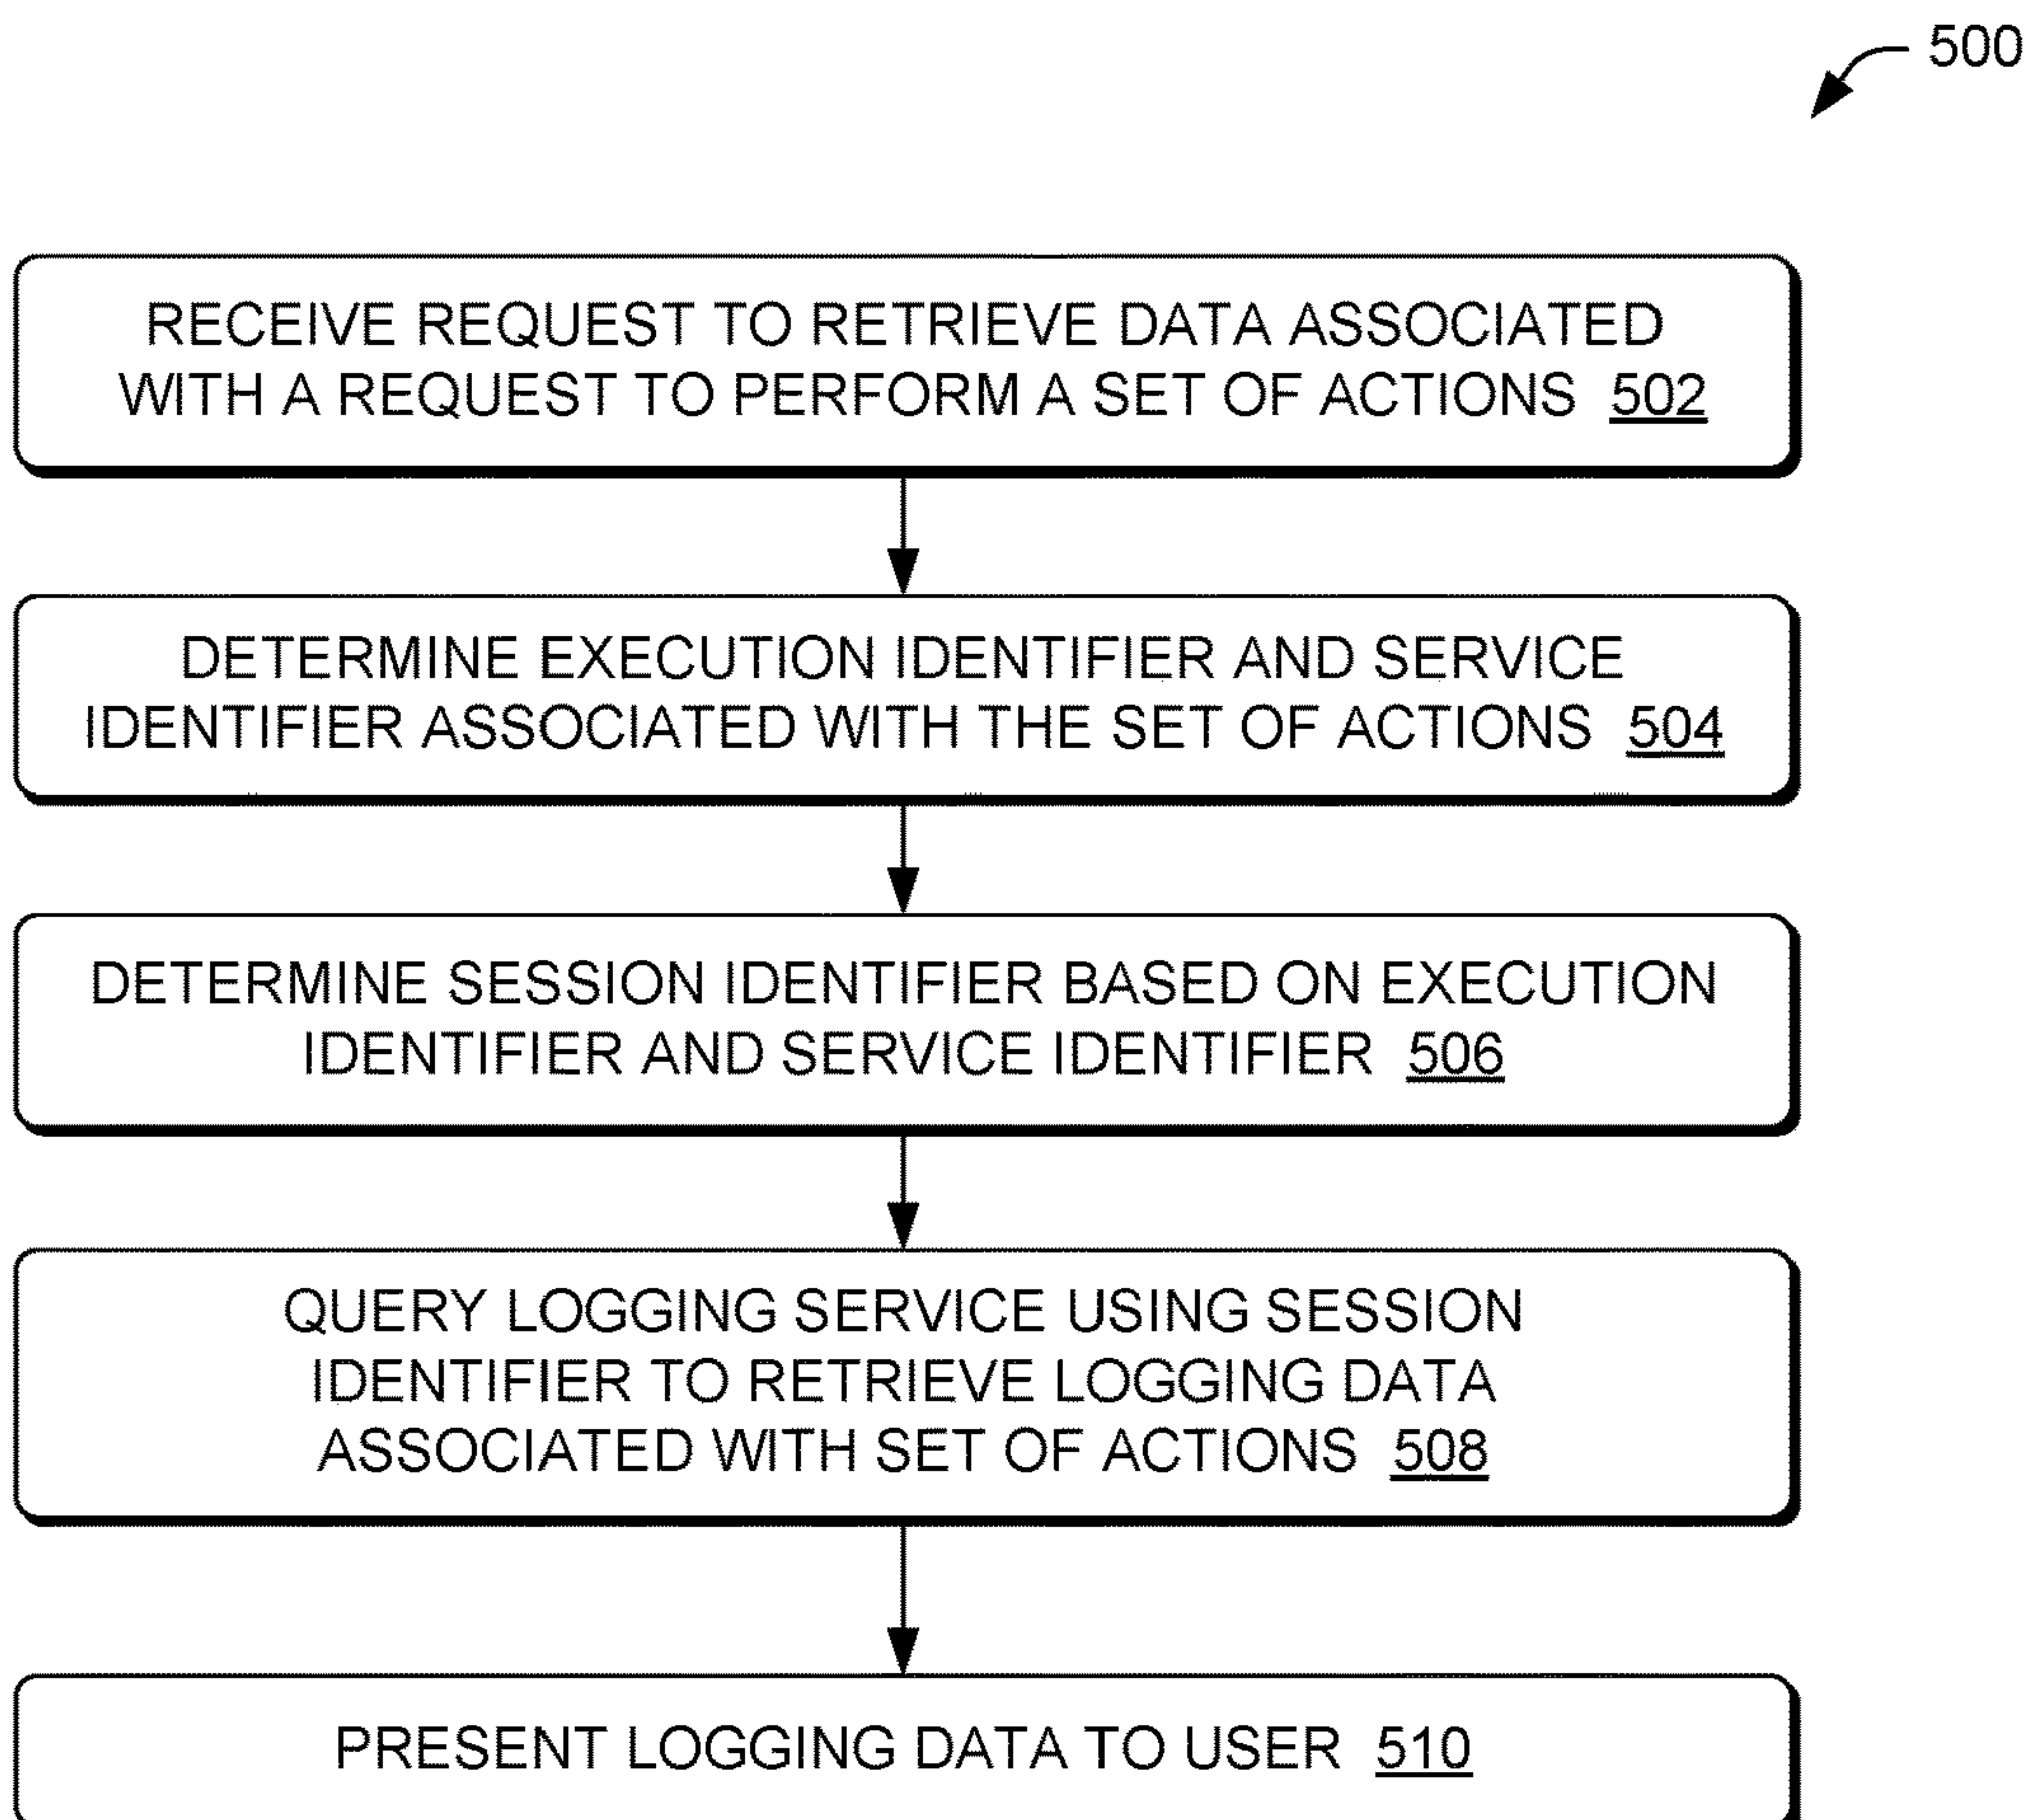 500
RECEIVE REQUEST TO RETRIEVE DATA ASSOCIATED
WITH A REQUEST TO PERFORM A SET OF ACTIONS 502
DETERMINE EXECUTION IDENTIFIER AND SERVICE
IDENTIFIER ASSOCIATED WITH THE SET OF ACTIONS 504
DETERMINE SESSION IDENTIFIER BASED ON EXECUTION
IDENTIFIER AND SERVICE IDENTIFIER 506
QUERY LOGGING SERVICE USING SESSION
IDENTIFIER TO RETRIEVE LOGGING DATA
ASSOCIATED WITH SET OF ACTIONS 508
PRESENT LOGGING DATA TO USER 510